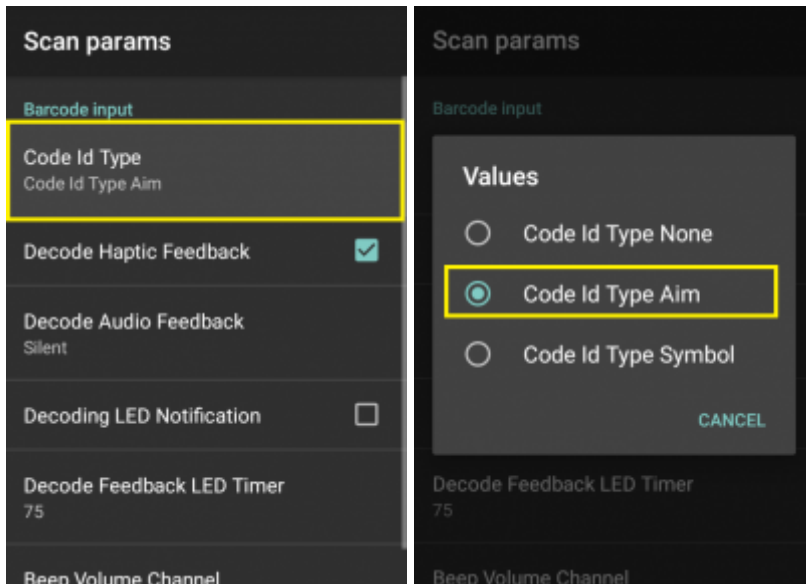 Scan params
Barcode input
Code Id Type
Code Id Type Aim
Decode Haptic Feedback
Decode Audio Feedback
Silent
Decoding LED Notification
Decode Feedback LED Timer
75
Beep Volume Channel
Scan params
Barcode input
Values
Code Id Type None
Code Id Type Aim
Code Id Type Symbol
CANCEL
Decode Feedback LED Timer
75
Beep Volume Channel